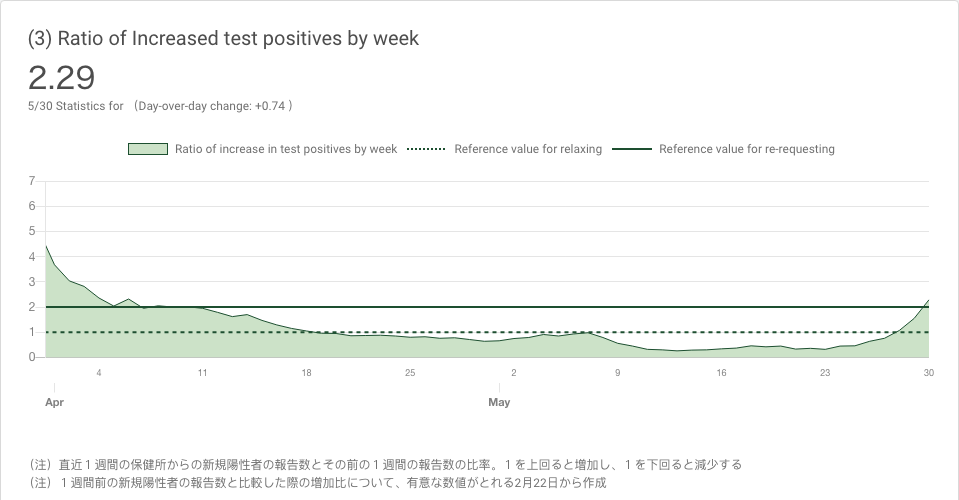 (3) Ratio of Increased test positives by week
2.29
5/30 Statistics for （Day-over-day change: +0.74 ）
Ratio of increase in test positives by week Reference value for relaxing Reference value for re-requesting
7
6
5
4
3
2
1
0
4 11 18 25 2 9 16 23 30
Apr May
（注）直近１週間の保健所からの新規陽性者の報告数とその前の１週間の報告数の比率。１を上回ると増加し、１を下回ると減少する
（注）１週間前の新規陽性者の報告数と比較した際の増加比について、有意な数値がとれる2月22日から作成